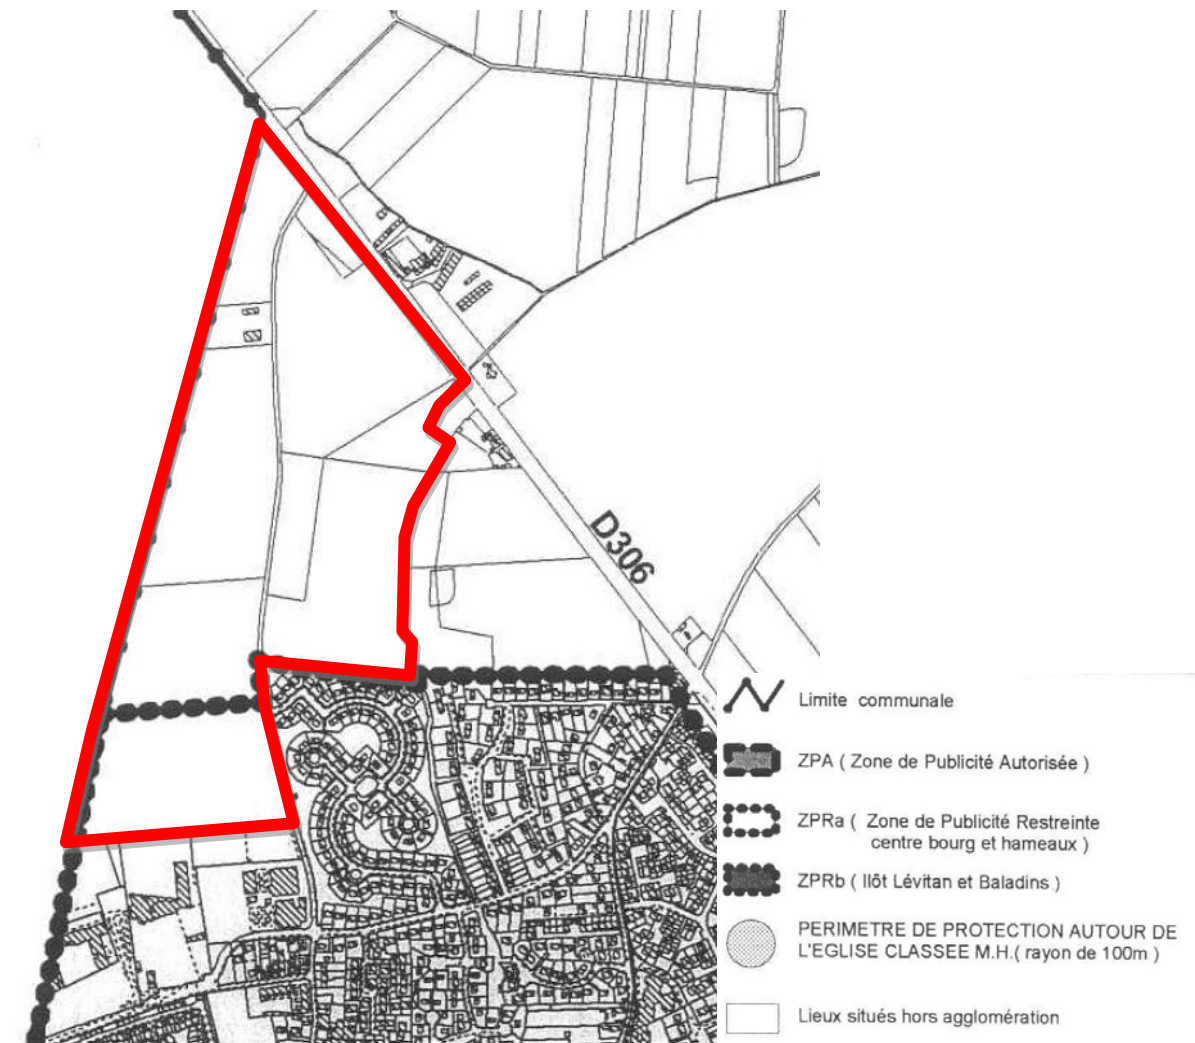 D306
Limite communale
ZPA ( Zone de Publicité Autorisée )
ZPRa ( Zone de Publicité Restreinte
centre bourg et hameaux )
ZPRb ( Ilôt Lévitan et Baladins )
PERIMETRE DE PROTECTION AUTOUR DE
L'EGLISE CLASSEE M.H.( rayon de 100m )
Lieux situés hors agglomération